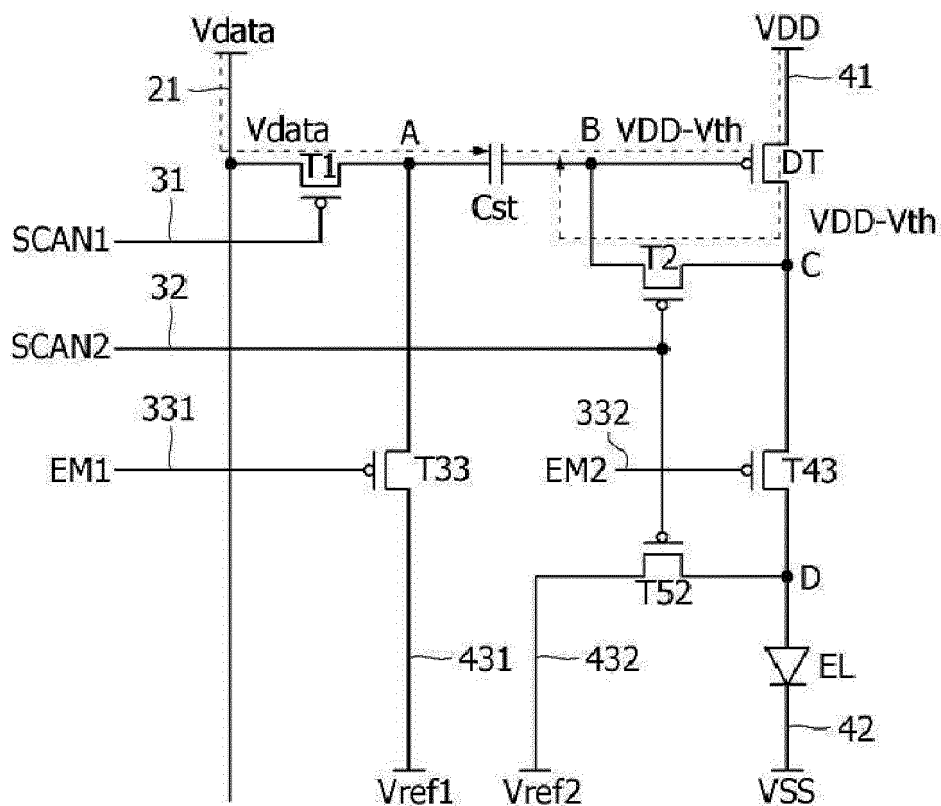 Vdata
VDD
21
41
Vdata
A
B
VDD-Vth
T1
DT
31
Cst
VDD-Vth
SCAN1
T2
C
32
SCAN2
331
332
EM1
T33
EM2
T43
T52
D
431
432
EL
42
Vref1
Vref2
VSS